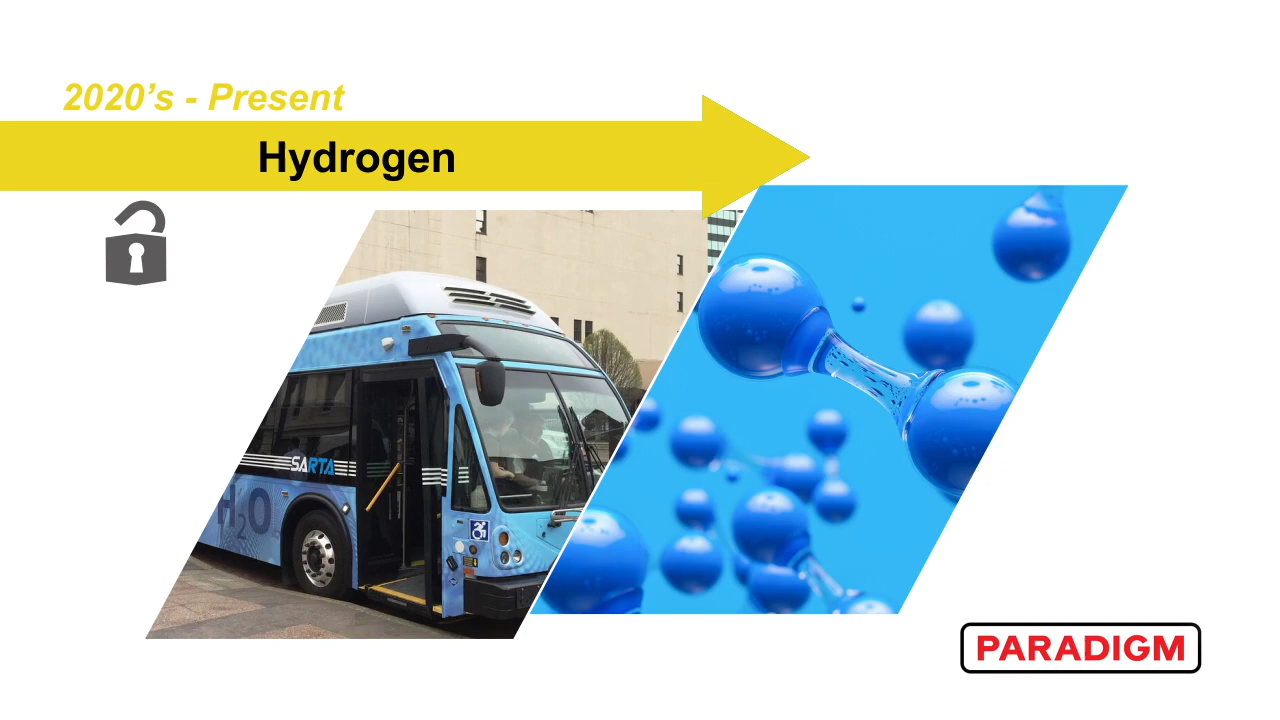 2020’s - Present
Hydrogen
SARTA
H2O
PARADIGM